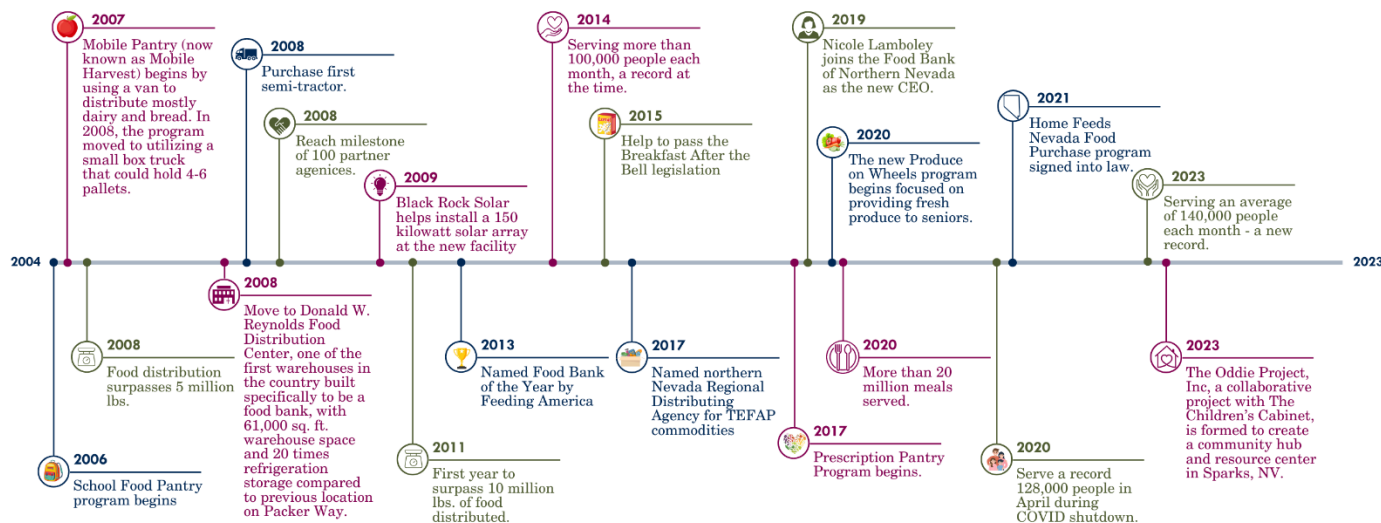 2007
Mobile Pantry (now
known as Mobile
Harvest) begins by
using a van to
distribute mostly
dairy and bread. In
2008, the program
moved to utilizing a
small box truck
that could hold 4-6
pallets.
2008
Purchase first
semi-tractor.
2008
Reach milestone
of 100 partner
agenices.
2009
Black Rock Solar
helps install a 150
kilowatt solar array
at the new facility
2014
Serving more than
100,000 people each
month, a record at
the time.
2015
Help to pass the
Breakfast After the
Bell legislation
2019
Nicole Lamboley
joins the Food Bank
of Northern Nevada
as the new CEO.
2020
The new Produce
on Wheels program
begins focused on
providing fresh
produce to seniors.
2021
Home Feeds
Nevada Food
Purchase program
signed into law.
2023
Serving an average
of 140,000 people
each month - a new
record.
2004
2023
2006
School Food Pantry
program begins
2008
Food distribution
surpasses 5 million
lbs.
2008
Move to Donald W.
Reynolds Food
Distribution
Center, one of the
first warehouses in
the country built
specifically to be a
food bank, with
61,000 sq. ft.
warehouse space
and 20 times
refrigeration
storage compared
to previous location
on Packer Way.
2011
First year to
surpass 10 million
lbs. of food
distributed.
2013
Named Food Bank
of the Year by
Feeding America
2017
Named northern
Nevada Regional
Distributing
Agency for TEFAP
commodities
2017
Prescription Pantry
Program begins.
2020
More than 20
million meals
served.
2020
Serve a record
128,000 people in
April during
COVID shutdown.
2023
The Oddie Project,
Inc, a collaborative
project with The
Children's Cabinet,
is formed to create
a community hub
and resource center
in Sparks, NV.